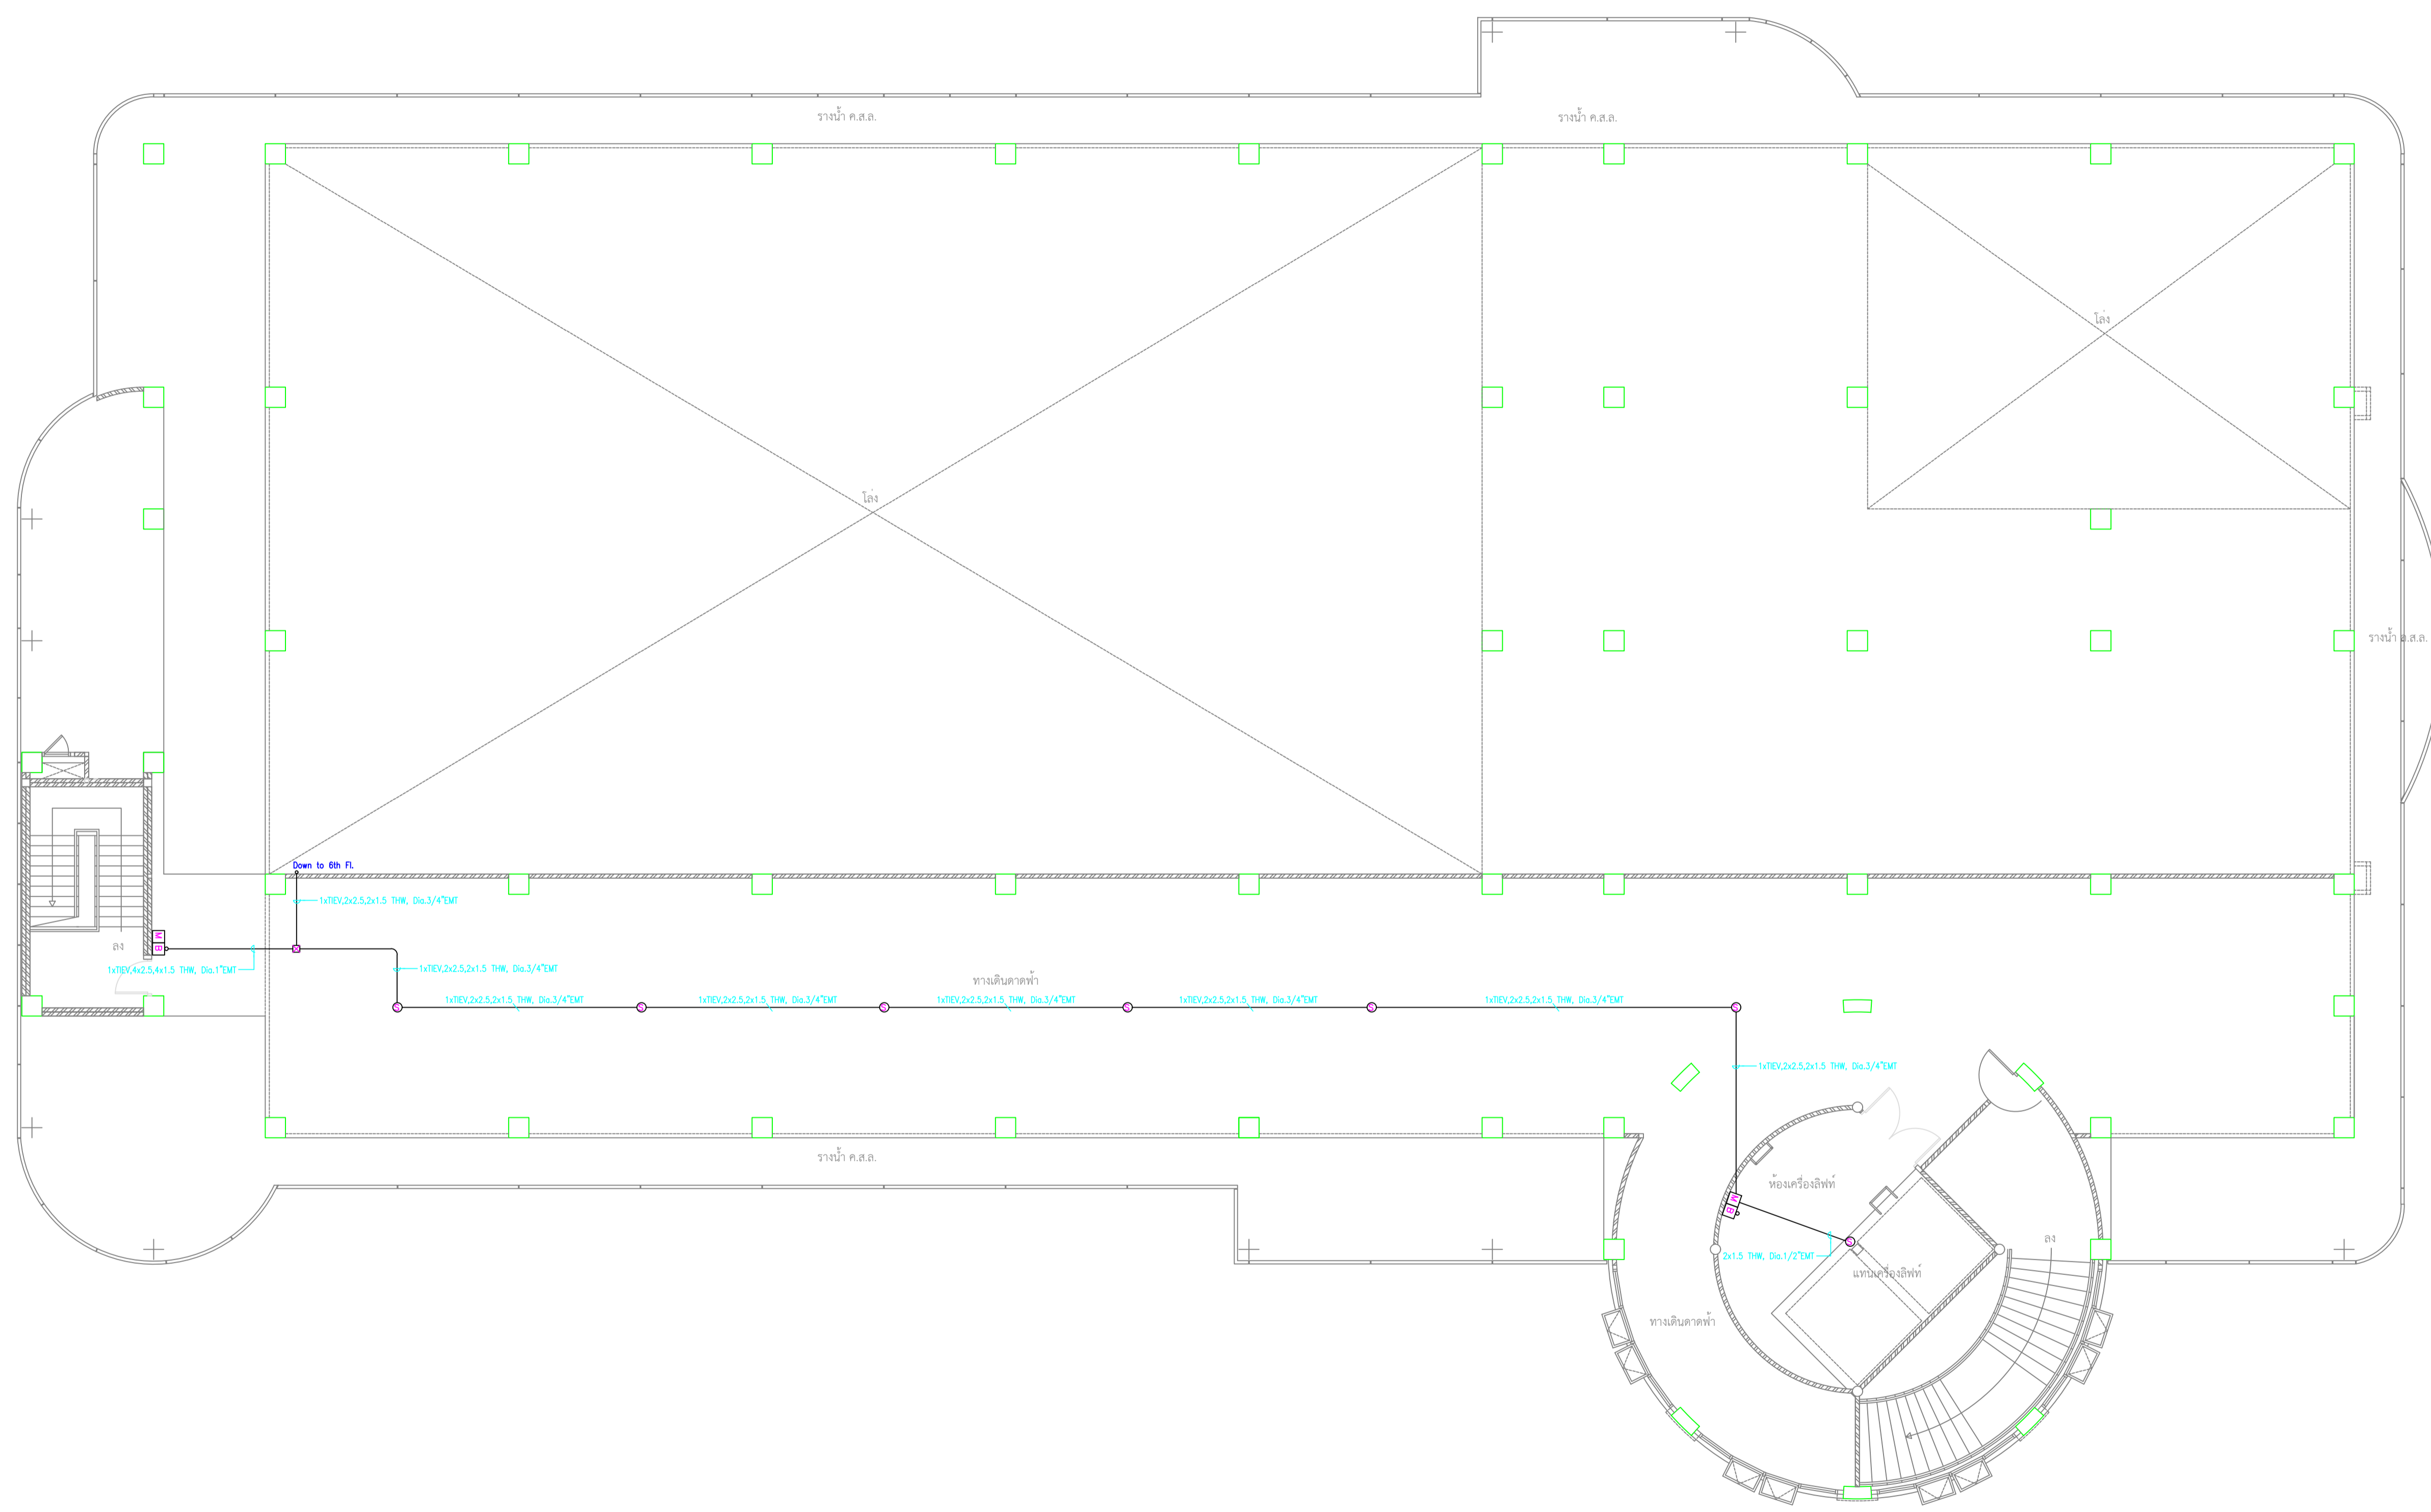 รางน้ำ ค.ส.ล.
รางน้ำ ค.ส.ล.
โล่ง
โล่ง
รางน้ำ ค.ส.ล.
Down to 6th Fl.
1xTIEV,2x2.5,2x1.5 THW, Dia.3/4"EMT
M
B
ลง
1xTIEV,4x2.5,4x1.5 THW, Dia.1"EMT
1xTIEV,2x2.5,2x1.5 THW, Dia.3/4"EMT
ทางเดินดาดฟ้า
1xTIEV,2x2.5,2x1.5 THW, Dia.3/4"EMT
1xTIEV,2x2.5,2x1.5 THW, Dia.3/4"EMT
1xTIEV,2x2.5,2x1.5 THW, Dia.3/4"EMT
1xTIEV,2x2.5,2x1.5 THW, Dia.3/4"EMT
1xTIEV,2x2.5,2x1.5 THW, Dia.3/4"EMT
S
S
S
S
S
S
1xTIEV,2x2.5,2x1.5 THW, Dia.3/4"EMT
รางน้ำ ค.ส.ล.
ห้องเครื่องลิฟท์
M
B
S
2x1.5 THW, Dia.1/2"EMT
ลง
แท่นเครื่องลิฟท์
ทางเดินดาดฟ้า